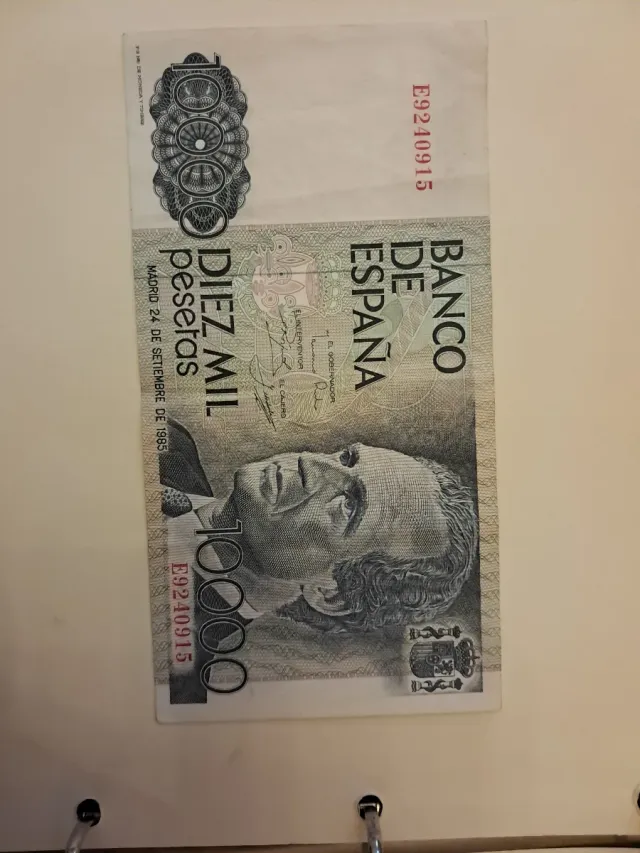 E9240915
BANCO
DE
ESPAÑA
EL GOBERNADOR
EL INTERVENTOR
EL CAJERO
10000
DIEZ MIL
pesetas
MADRID 24 DE SETIEMBRE DE 1985
10000
E9240915